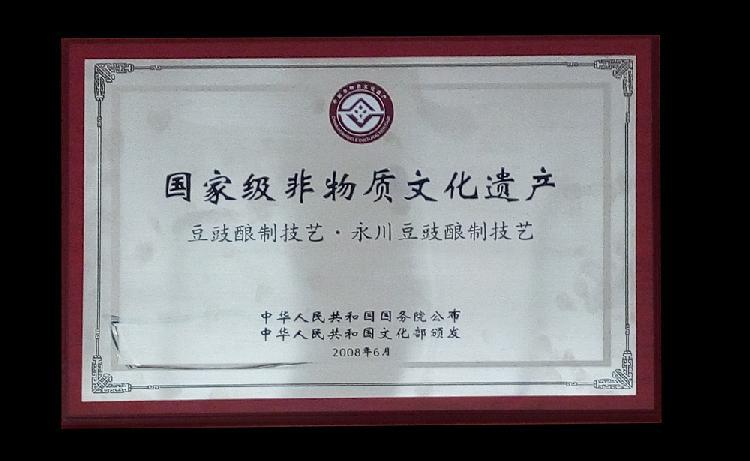 国家级非物质文化遗产
豆豉酿制技艺·永川豆豉酿制技艺
中华人民共和国国务院公布
中华人民共和国文化部颁发
2008年6月